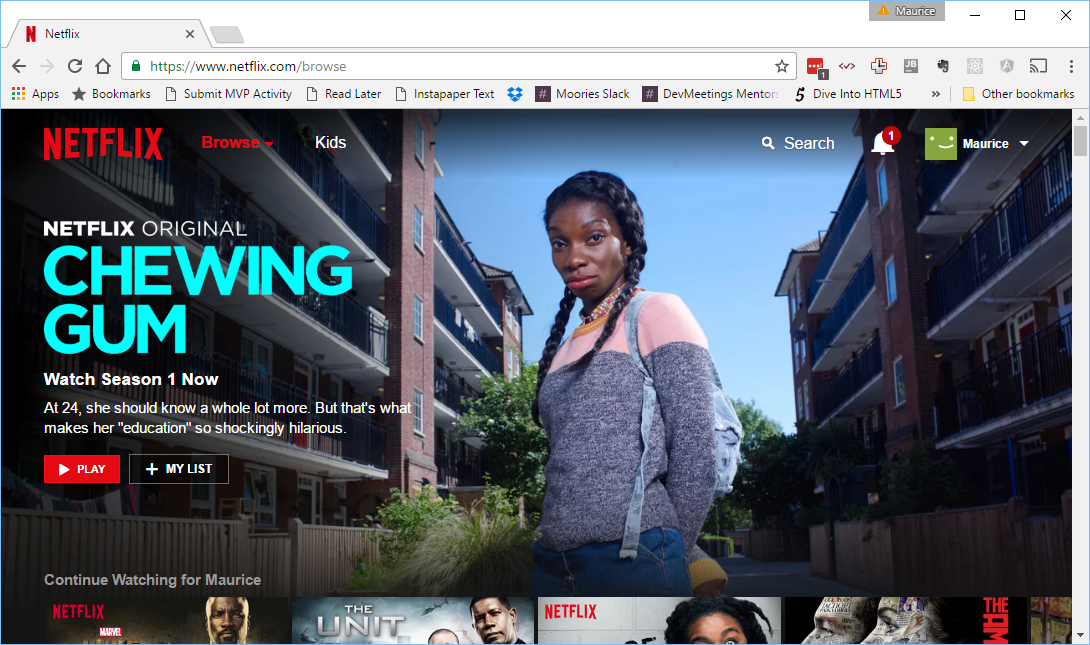 Maurice
Netflix
https://www.netflix.com/browse
1
Apps
Bookmarks
Submit MVP Activity
Read Later
Instapaper Text
Moories Slack
DevMeetings Mentors
Dive Into HTML5
»
Other bookmarks
NETFLIX
Browse
Kids
Search
1
Maurice
NETFLIX ORIGINAL
CHEWING
GUM
Watch Season 1 Now
At 24, she should know a whole lot more. But that's what
makes her "education" so shockingly hilarious.
PLAY
+ MY LIST
Continue Watching for Maurice
NETFLIX
MARVEL
THE
UNIT
NETFLIX
THE